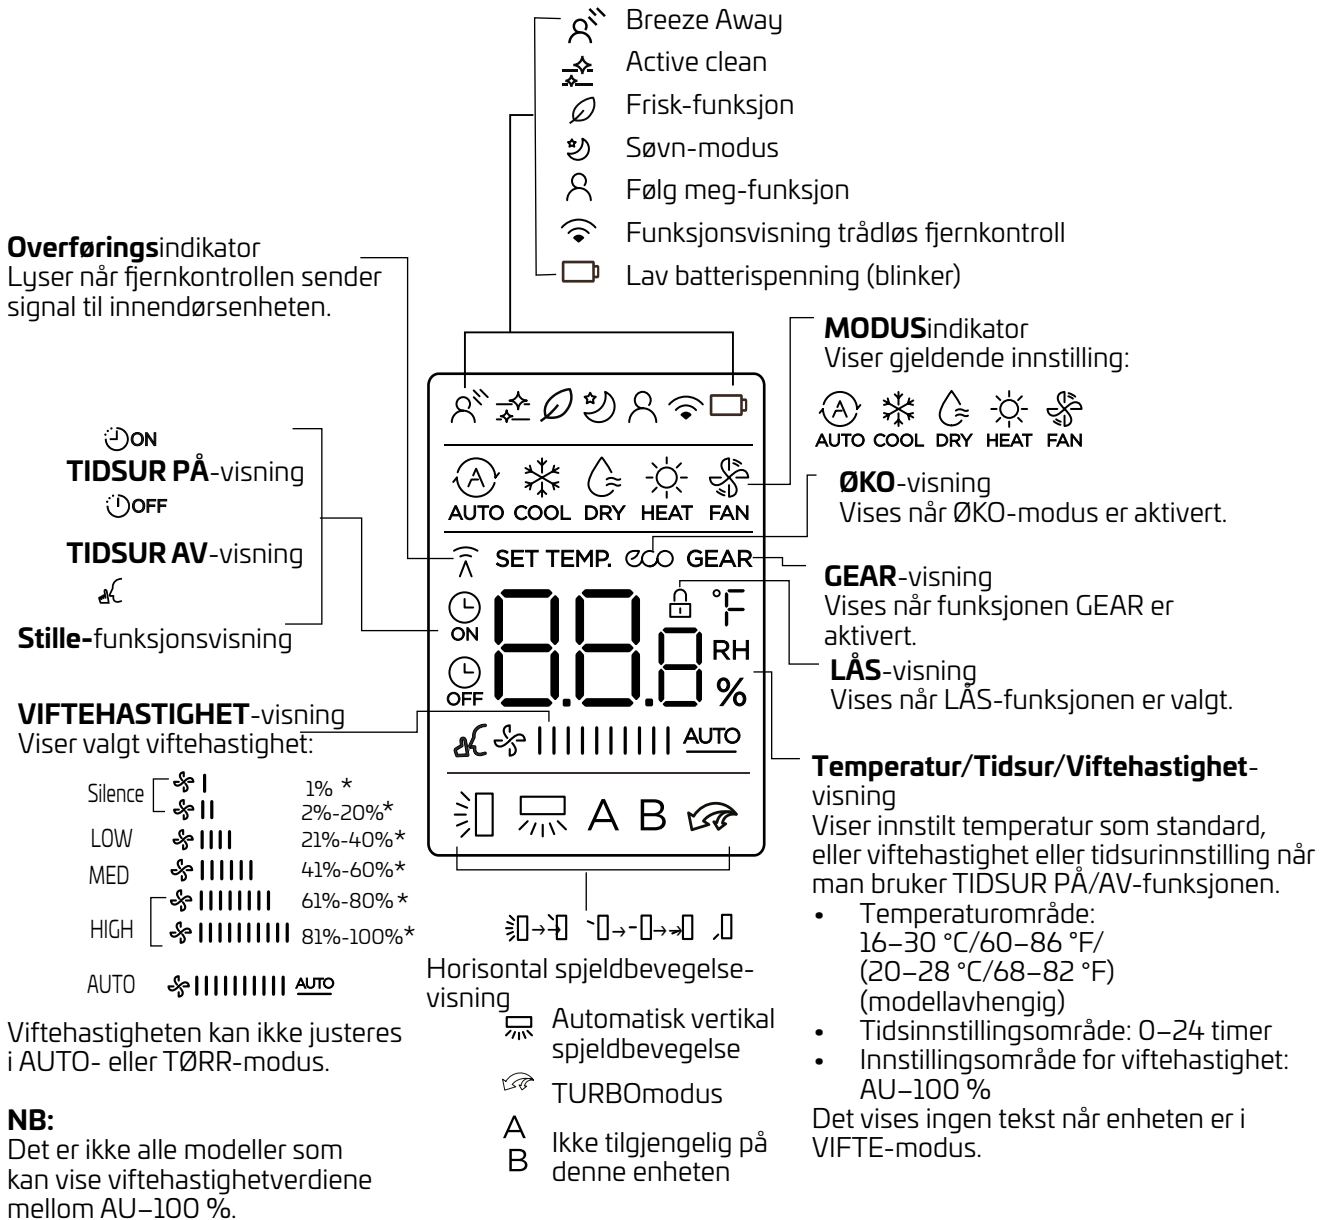 Breeze Away
Active clean
Frisk-funksjon
Søvn-modus
Følg meg-funksjon
Funksjonsvisning trådløs fjernkontroll
Lav batterispenning (blinker)
Overføringsindikator
Lyser når fjernkontrollen sender
signal til innendørsenheten.
ON
TIDSUR PÅ-visning
OFF
TIDSUR AV-visning
Stille-funksjonsvisning
VIFTEHASTIGHET-visning
Viser valgt viftehastighet:
Silence 1% *
2%-20%*
LOW 21%-40%*
MED 41%-60%*
61%-80%*
HIGH 81%-100%*
AUTO AUTO
Viftehastigheten kan ikke justeres
i AUTO- eller TØRR-modus.
NB:
Det er ikke alle modeller som
kan vise viftehastighetverdiene
mellom AU–100 %.
A
AUTO COOL DRY HEAT FAN
SET TEMP. eco GEAR
ON
OFF
88.8
°F
RH
%
AUTO
A B
Horisontal spjeldbevegelse-
visning
Automatisk vertikal
spjeldbevegelse
TURBOmodus
A
B
Ikke tilgjengelig på
denne enheten
MODUSindikator
Viser gjeldende innstilling:
A
AUTO COOL DRY HEAT FAN
ØKO-visning
Vises når ØKO-modus er aktivert.
GEAR-visning
Vises når funksjonen GEAR er
aktivert.
LÅS-visning
Vises når LÅS-funksjonen er valgt.
Temperatur/Tidsur/Viftehastighet-
visning
Viser innstilt temperatur som standard,
eller viftehastighet eller tidsurinnstilling når
man bruker TIDSUR PÅ/AV-funksjonen.
• Temperaturområde:
16–30 °C/60–86 °F/
(20–28 °C/68–82 °F)
(modellavhengig)
• Tidsinnstillingsområde: 0–24 timer
• Innstillingsområde for viftehastighet:
AU–100 %
Det vises ingen tekst når enheten er i
VIFTE-modus.